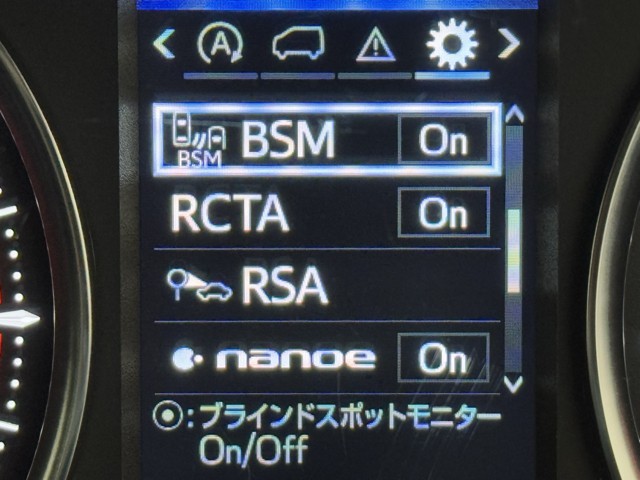 A
BSM BSM On
RCTA On
RSA
nanoe On
⦿:ブラインドスポットモニター
On/Off